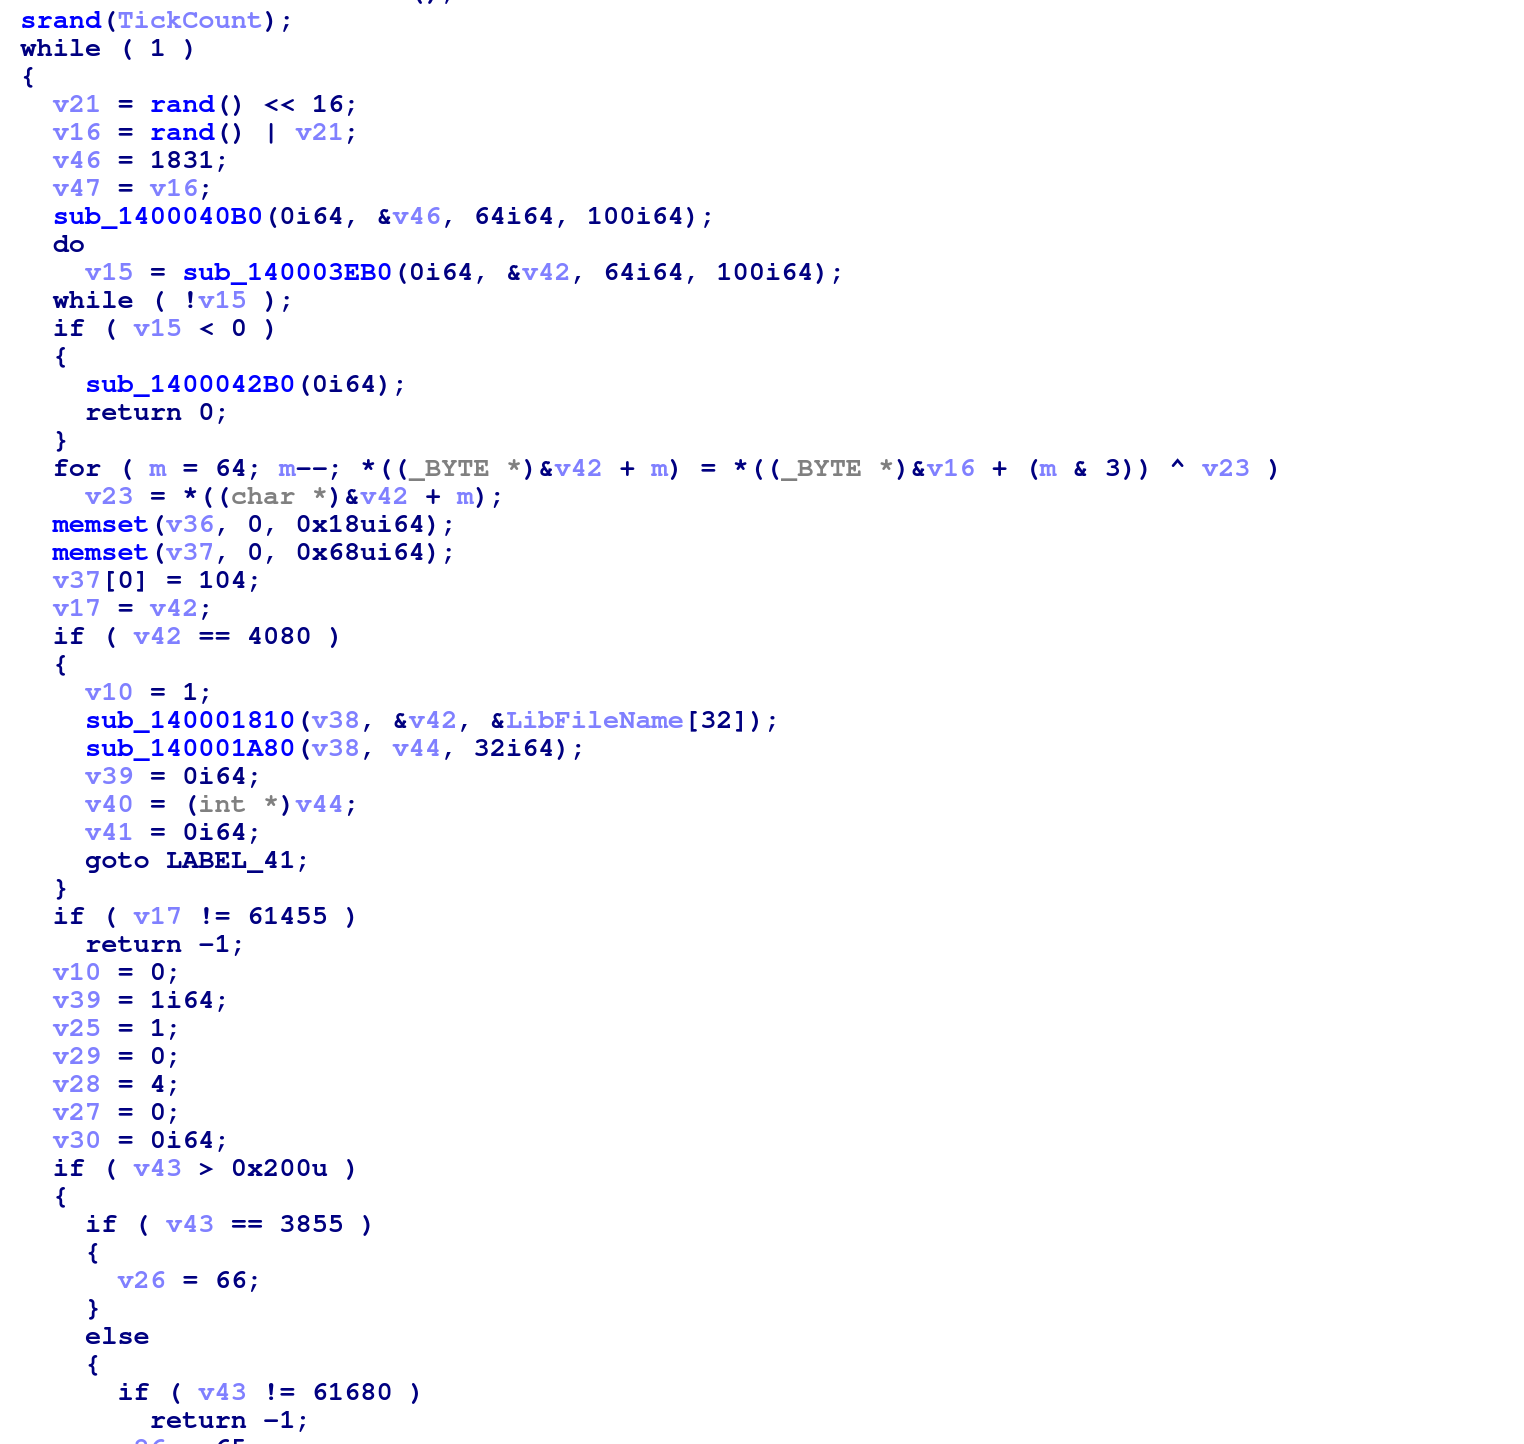 srand(TickCount);
while ( 1 )
{
  v21 = rand() << 16;
  v16 = rand() | v21;
  v46 = 1831;
  v47 = v16;
  sub_1400040B0(0i64, &v46, 64i64, 100i64);
  do
    v15 = sub_140003EB0(0i64, &v42, 64i64, 100i64);
  while ( !v15 );
  if ( v15 < 0 )
  {
    sub_1400042B0(0i64);
    return 0;
  }
  for ( m = 64; m--; *((_BYTE *)&v42 + m) = *((_BYTE *)&v16 + (m & 3)) ^ v23 )
    v23 = *((char *)&v42 + m);
  memset(v36, 0, 0x18ui64);
  memset(v37, 0, 0x68ui64);
  v37[0] = 104;
  v17 = v42;
  if ( v42 == 4080 )
  {
    v10 = 1;
    sub_140001810(v38, &v42, &LibFileName[32]);
    sub_140001A80(v38, v44, 32i64);
    v39 = 0i64;
    v40 = (int *)v44;
    v41 = 0i64;
    goto LABEL_41;
  }
  if ( v17 != 61455 )
    return -1;
  v10 = 0;
  v39 = 1i64;
  v25 = 1;
  v29 = 0;
  v28 = 4;
  v27 = 0;
  v30 = 0i64;
  if ( v43 > 0x200u )
  {
    if ( v43 == 3855 )
    {
      v26 = 66;
    }
    else
    {
      if ( v43 != 61680 )
        return -1;